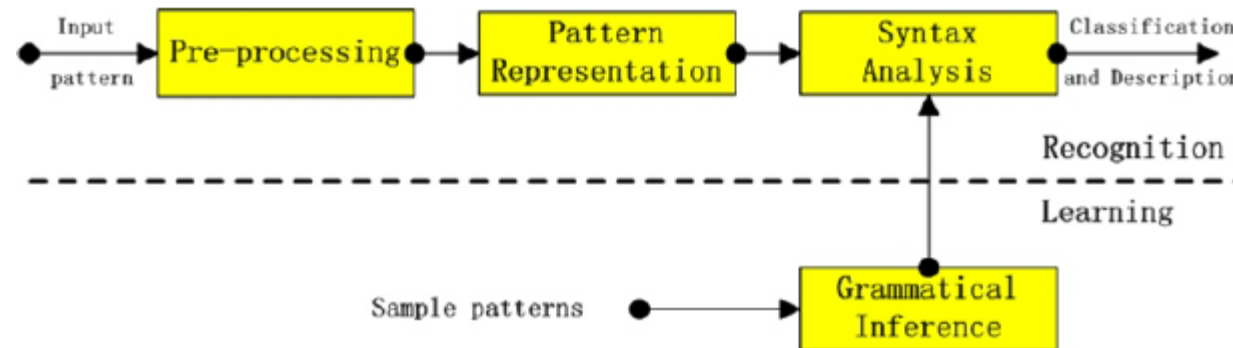 Input
pattern
Pre-processing
Pattern
Representation
Syntax
Analysis
Classification
and Description
Recognition
Learning
Sample patterns
Grammatical
Inference